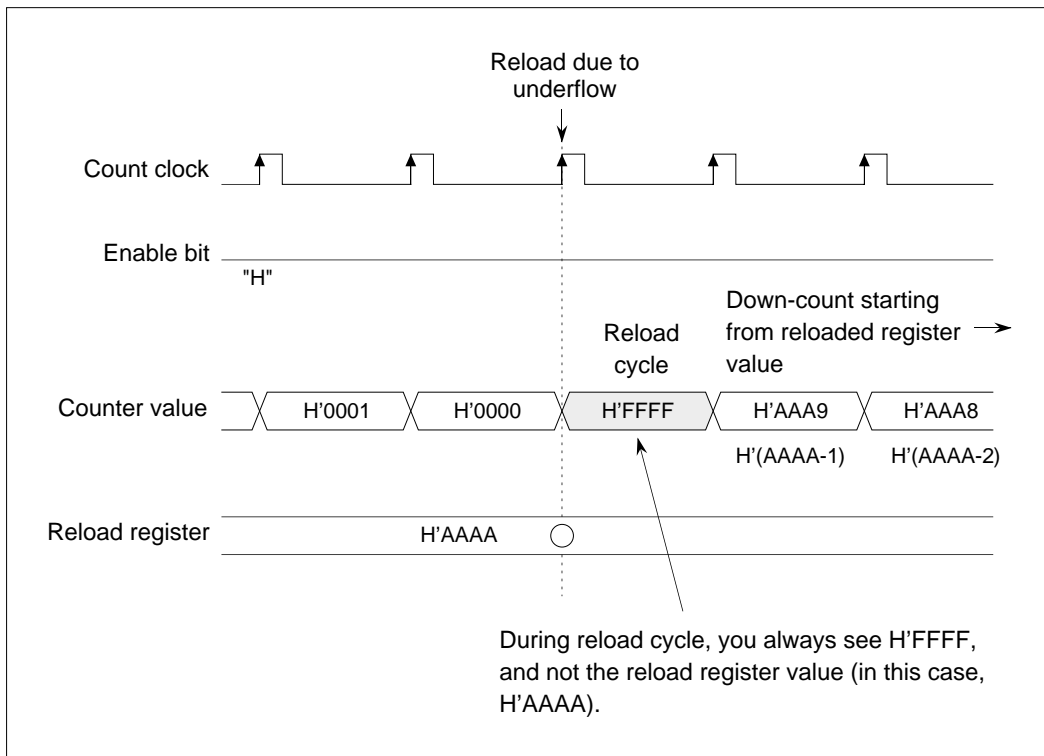 Reload due to
underflow
Count clock
Enable bit
"H"
Down-count starting
from reloaded register
value
Reload
cycle
Counter value
H’0001
H’0000
H’FFFF
H’AAA9
H’AAA8
H’(AAAA-1)
H’(AAAA-2)
Reload register
H’AAAA
During reload cycle, you always see H’FFFF,
and not the reload register value (in this case,
H’AAAA).